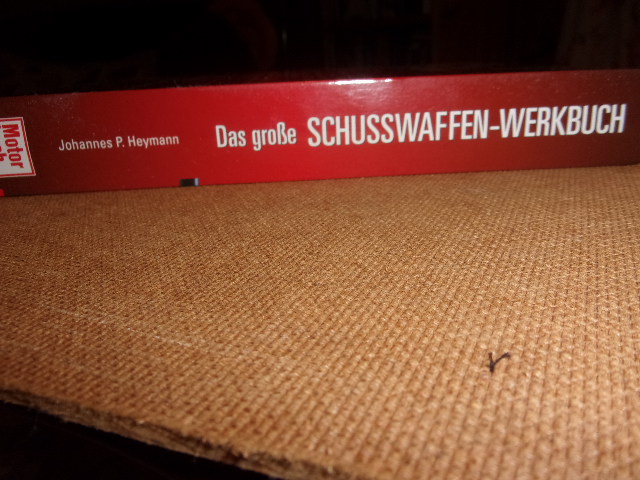 Motor
Johannes P. Heymann
Das große SCHUSSWAFFEN-WERKBUCH